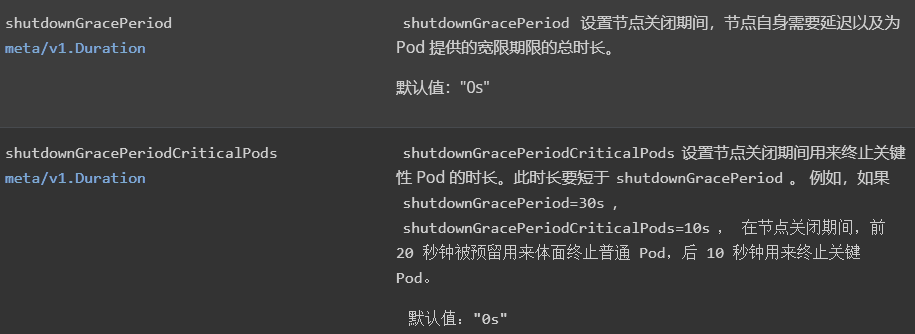 shutdownGracePeriod
meta/v1.Duration
shutdownGracePeriod 设置节点关闭期间，节点自身需要延迟以及为
Pod 提供的宽限期限的总时长。
默认值："0s"
shutdownGracePeriodCriticalPods
meta/v1.Duration
shutdownGracePeriodCriticalPods 设置节点关闭期间用来终止关键
性 Pod 的时长。此时长要短于 shutdownGracePeriod 。 例如，如果
shutdownGracePeriod=30s ，
shutdownGracePeriodCriticalPods=10s ， 在节点关闭期间，前
20 秒钟被预留用来体面终止普通 Pod，后 10 秒钟用来终止关键
Pod。
默认值："0s"